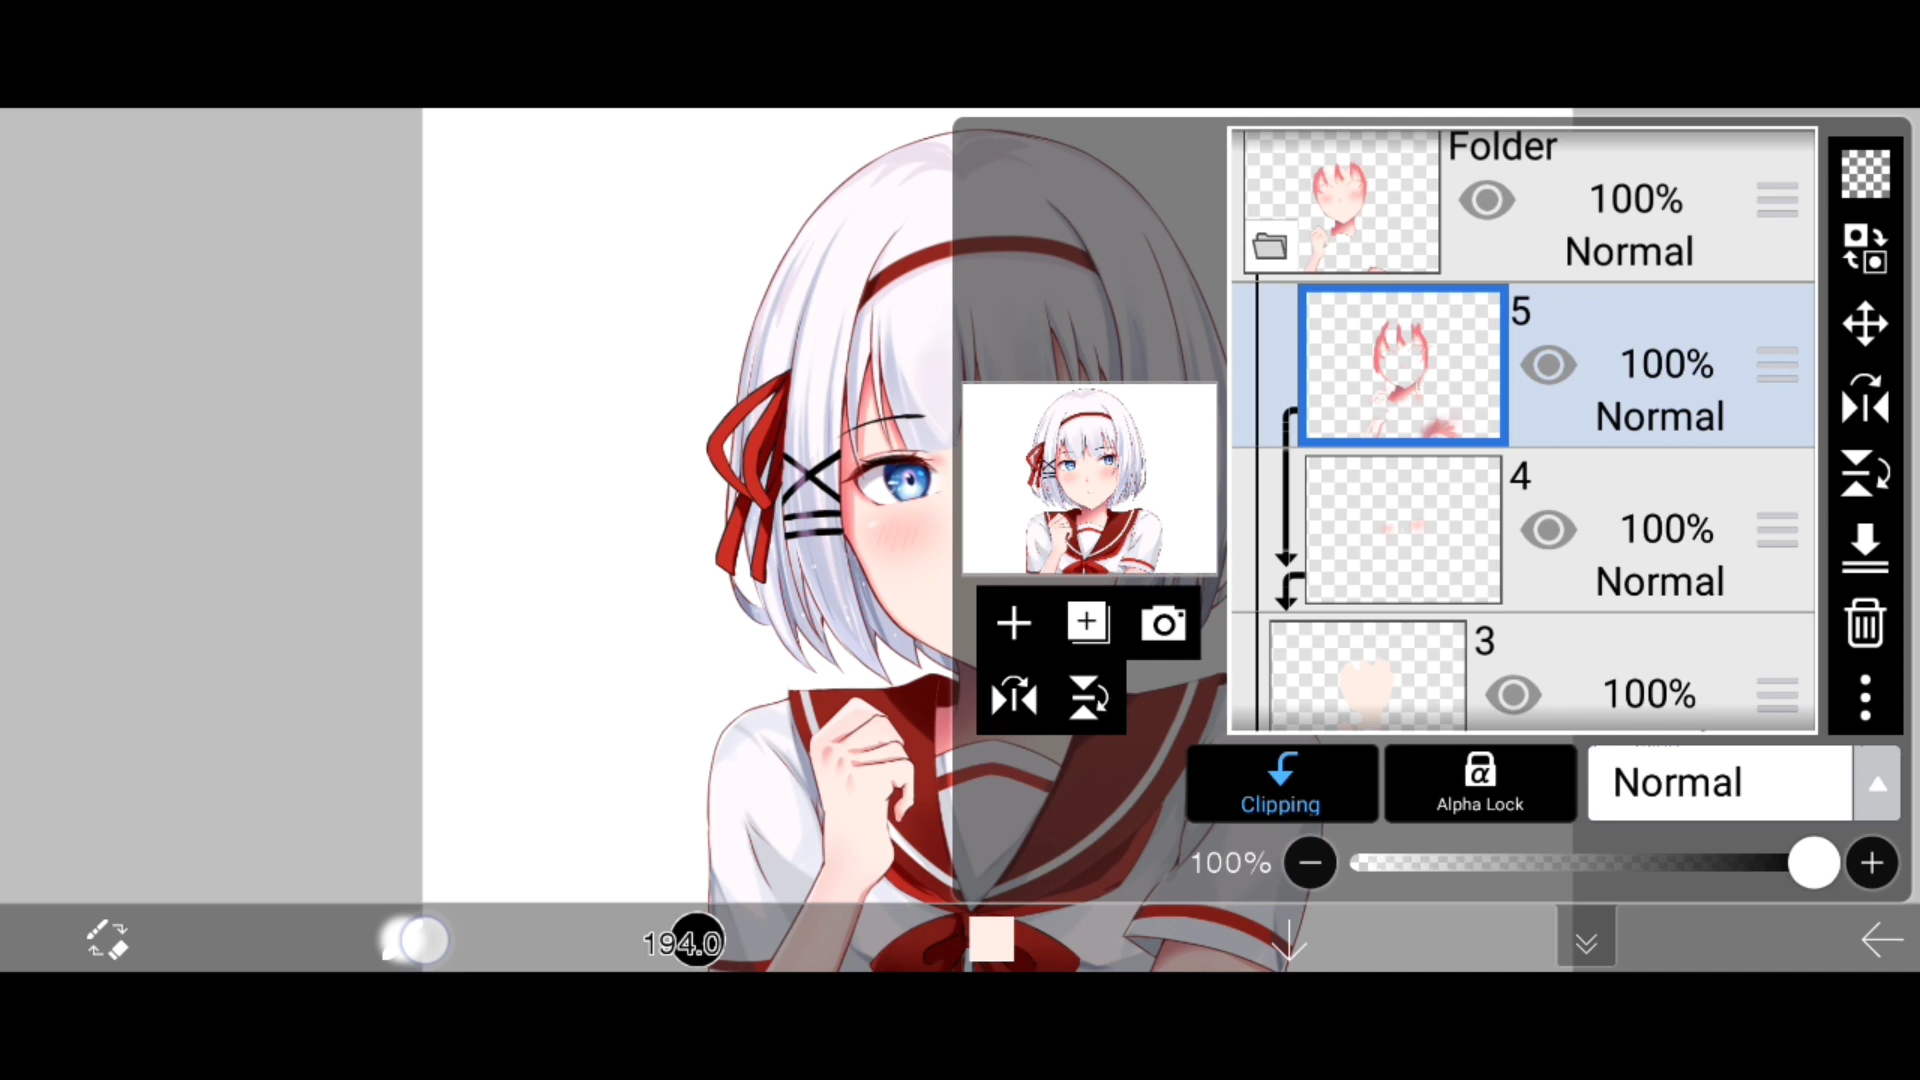 Folder
100%
Normal
5
100%
Normal
4
100%
Normal
3
100%
Clipping
α
Alpha Lock
Normal
100%
194.0